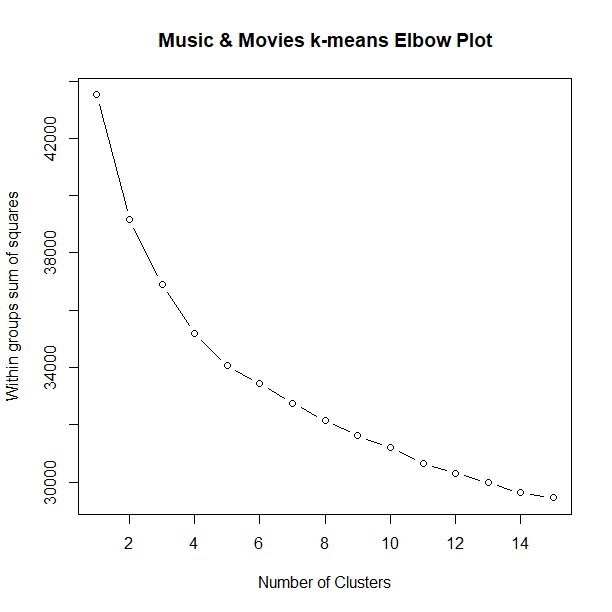 Music & Movies k-means Elbow Plot
Within groups sum of squares
42000
38000
34000
30000
2 4 6 8 10 12 14
Number of Clusters